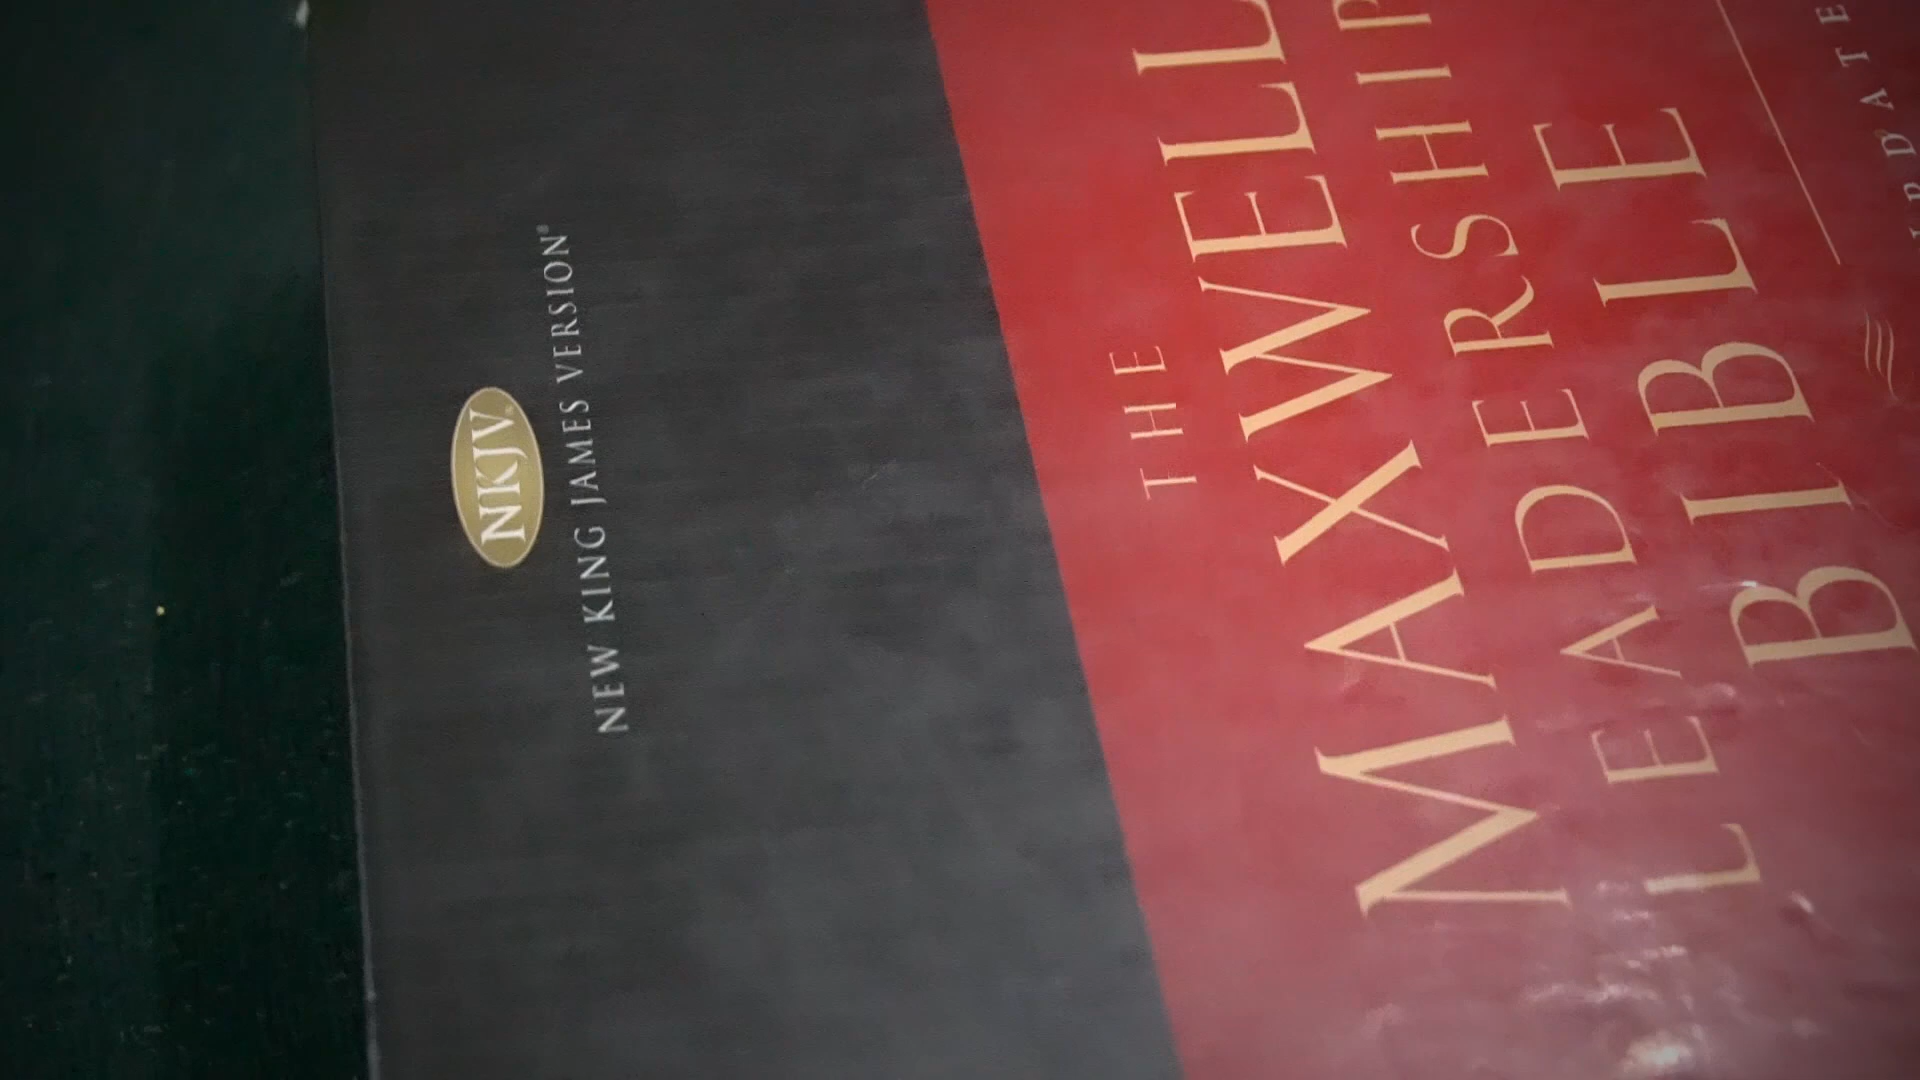 NKJV
NEW KING JAMES VERSION®
THE
MAXWELL
LEADERSHIP
BIBLE